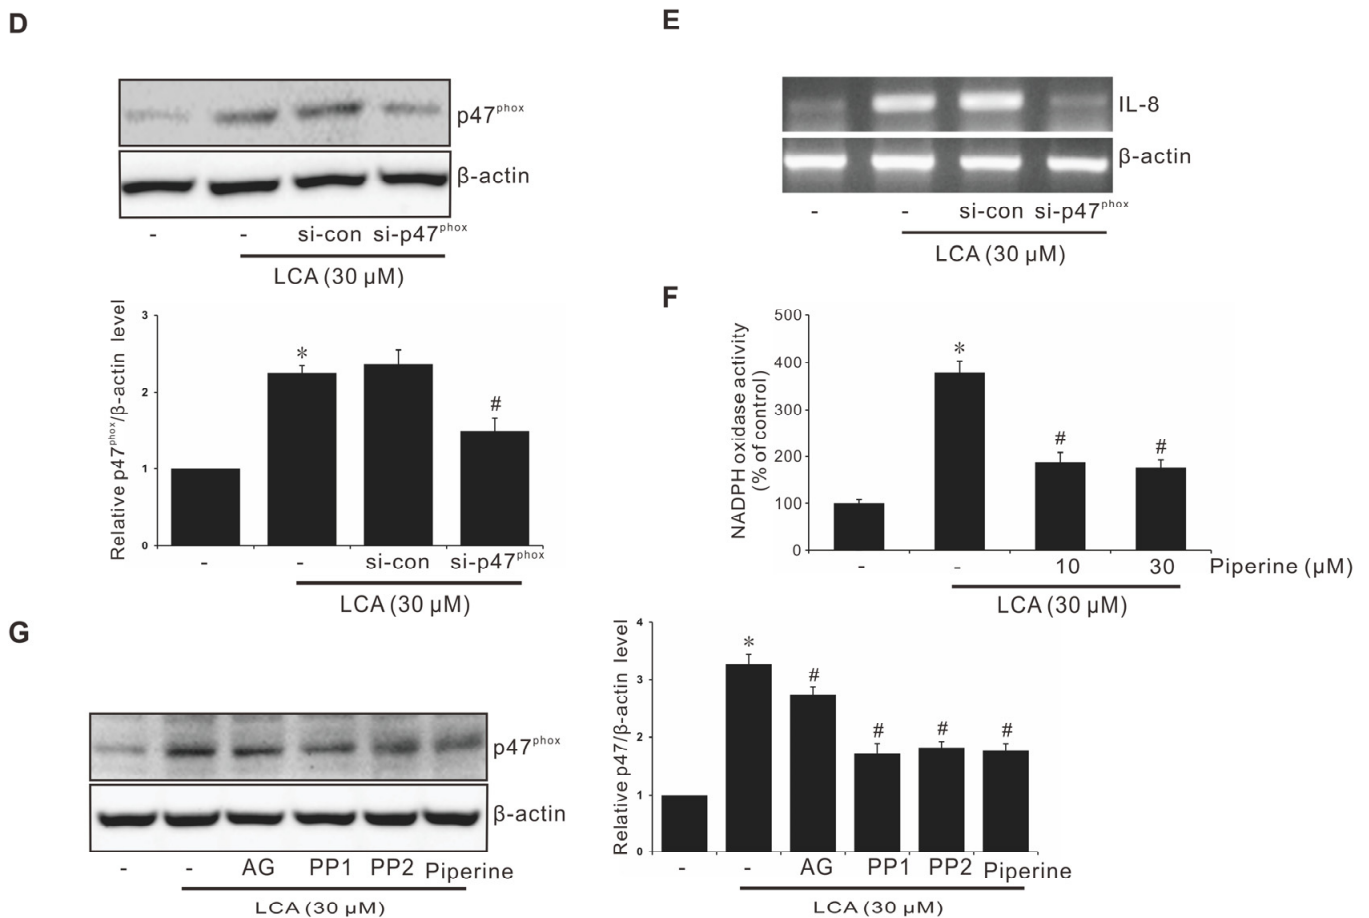 D
p47phox
β-actin
- - si-con si-p47phox
LCA (30 μM)
Relative p47phox/β-actin level
3
2
1
0
*
#
- - si-con si-p47phox
LCA (30 μM)
E
IL-8
β-actin
- - si-con si-p47phox
LCA (30 μM)
F
NADPH oxidase activity
(% of control)
500
400
300
200
100
0
*
#
#
- - 10 30 Piperine (μM)
LCA (30 μM)
G
p47phox
β-actin
- - AG PP1 PP2 Piperine
LCA (30 μM)
Relative p47/β-actin level
4
3
2
1
0
*
#
#
#
#
- - AG PP1 PP2 Piperine
LCA (30 μM)